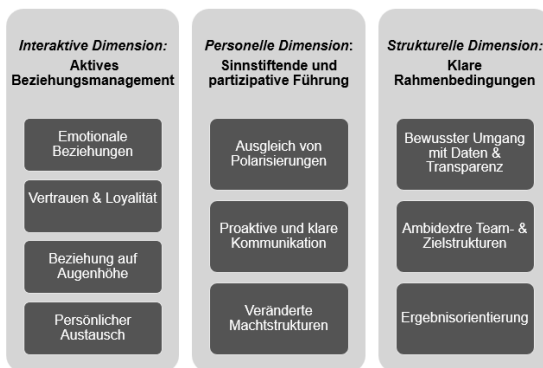 Interaktive Dimension:
Aktives
Beziehungsmanagement
Emotionale
Beziehungen
Vertrauen & Loyalität
Beziehung auf
Augenhöhe
Persönlicher
Austausch
Personelle Dimension:
Sinnstiftende und
partizipative Führung
Ausgleich von
Polarisierungen
Proaktive und klare
Kommunikation
Veränderte
Machtstrukturen
Strukturelle Dimension:
Klare
Rahmenbedingungen
Bewusster Umgang
mit Daten &
Transparenz
Ambidextre Team- &
Zielstrukturen
Ergebnisorientierung